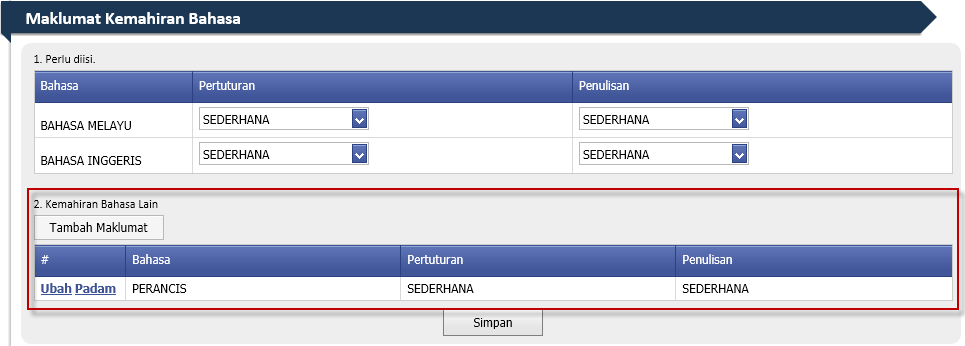 Maklumat Kemahiran Bahasa
1. Perlu diisi.
Bahasa Pertuturan Penulisan
BAHASA MELAYU SEDERHANA SEDERHANA
BAHASA INGGERIS SEDERHANA SEDERHANA
2. Kemahiran Bahasa Lain
Tambah Maklumat
# Bahasa Pertuturan Penulisan
Ubah Padam PERANCIS SEDERHANA SEDERHANA
Simpan